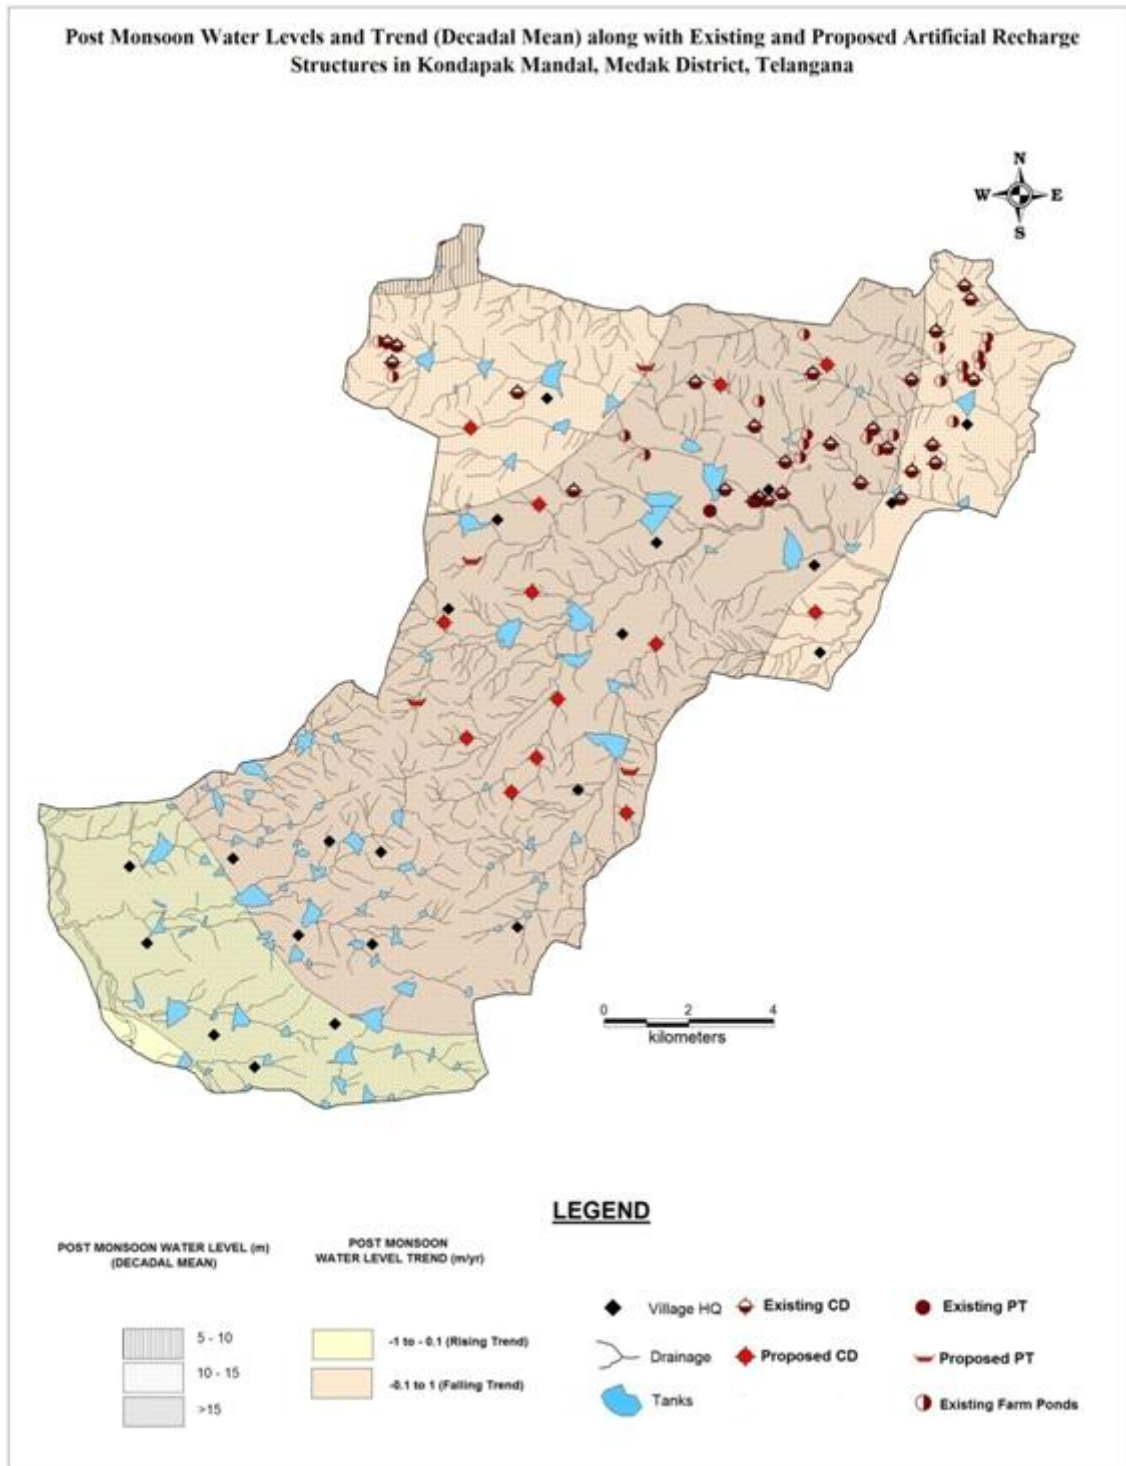 Post Monsoon Water Levels and Trend (Decadal Mean) along with Existing and Proposed Artificial Recharge
Structures in Kondapak Mandal, Medak District, Telangana
N
W E
S
0 2 4
kilometers
LEGEND
POST MONSOON WATER LEVEL (m)
(DECADAL MEAN)
5 - 10
10 - 15
>15
POST MONSOON
WATER LEVEL TREND (m/yr)
-1 to - 0.1 (Rising Trend)
-0.1 to 1 (Falling Trend)
Village HQ Existing CD Existing PT
Drainage Proposed CD Proposed PT
Tanks Existing Farm Ponds